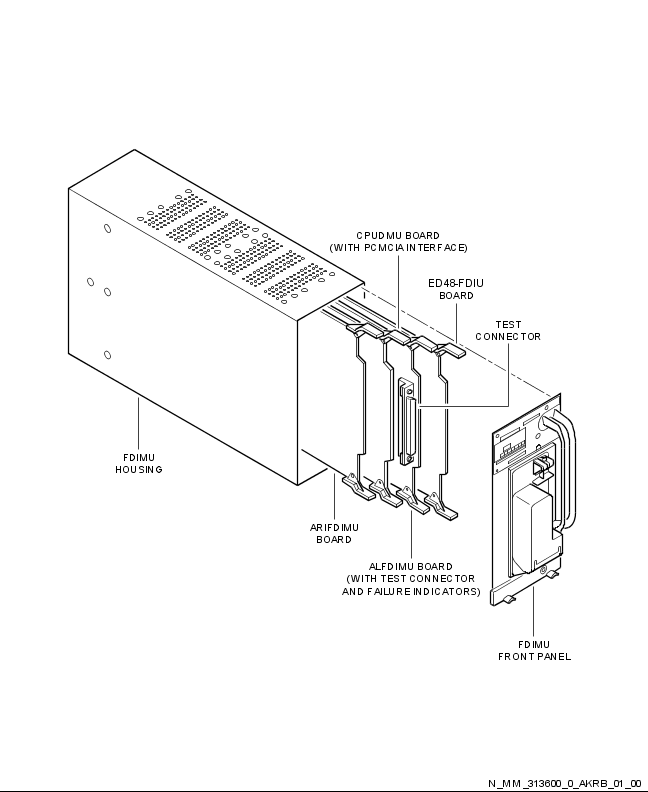 CPUDMU BOARD
(WITH PCMCIA INTERFACE)
ED48-FDIU
BOARD
TEST
CONNECTOR
FDIMU
HOUSING
ARIFDIMU
BOARD
ALFDIMU BOARD
(WITH TEST CONNECTOR
AND FAILURE INDICATORS)
FDIMU
FRONT PANEL
N_MM_313600_0_AKRB_01_00